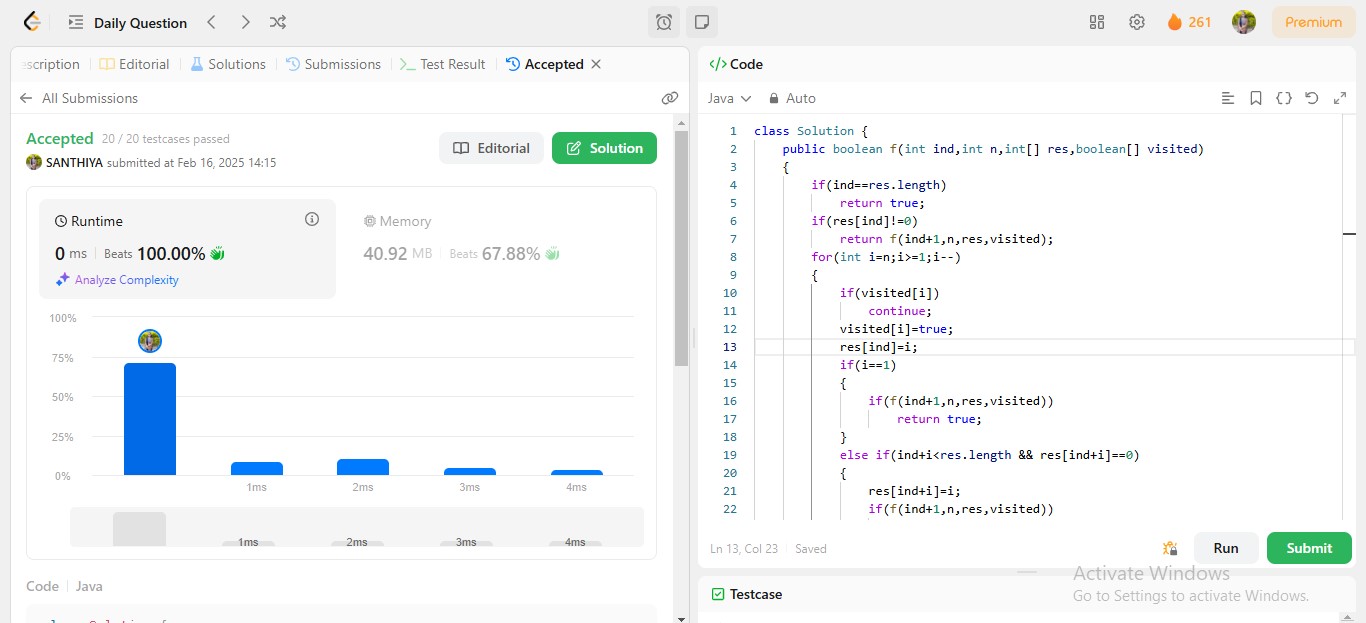 Daily Question
261
Premium
scription
Editorial
Solutions
Submissions
Test Result
Accepted
All Submissions
Accepted 20 / 20 testcases passed
SANTHIYA submitted at Feb 16, 2025 14:15
Editorial
Solution
Runtime
0 ms Beats 100.00%
Analyze Complexity
Memory
40.92 MB Beats 67.88%
100%
75%
50%
25%
0%
1ms 2ms 3ms 4ms
1ms 2ms 3ms 4ms
Code Java
</> Code
Java Auto
1 class Solution {
2 public boolean f(int ind,int n,int[] res,boolean[] visited)
3 {
4 if(ind==res.length)
5 return true;
6 if(res[ind]!=0)
7 return f(ind+1,n,res,visited);
8 for(int i=n;i>=1;i--)
9 {
10 if(visited[i])
11 continue;
12 visited[i]=true;
13 res[ind]=i;
14 if(i==1)
15 {
16 if(f(ind+1,n,res,visited))
17 return true;
18 }
19 else if(ind+i<res.length && res[ind+i]==0)
20 {
21 res[ind+i]=i;
22 if(f(ind+1,n,res,visited))
Ln 13, Col 23 Saved
Run
Submit
Testcase
Activate Windows
Go to Settings to activate Windows.